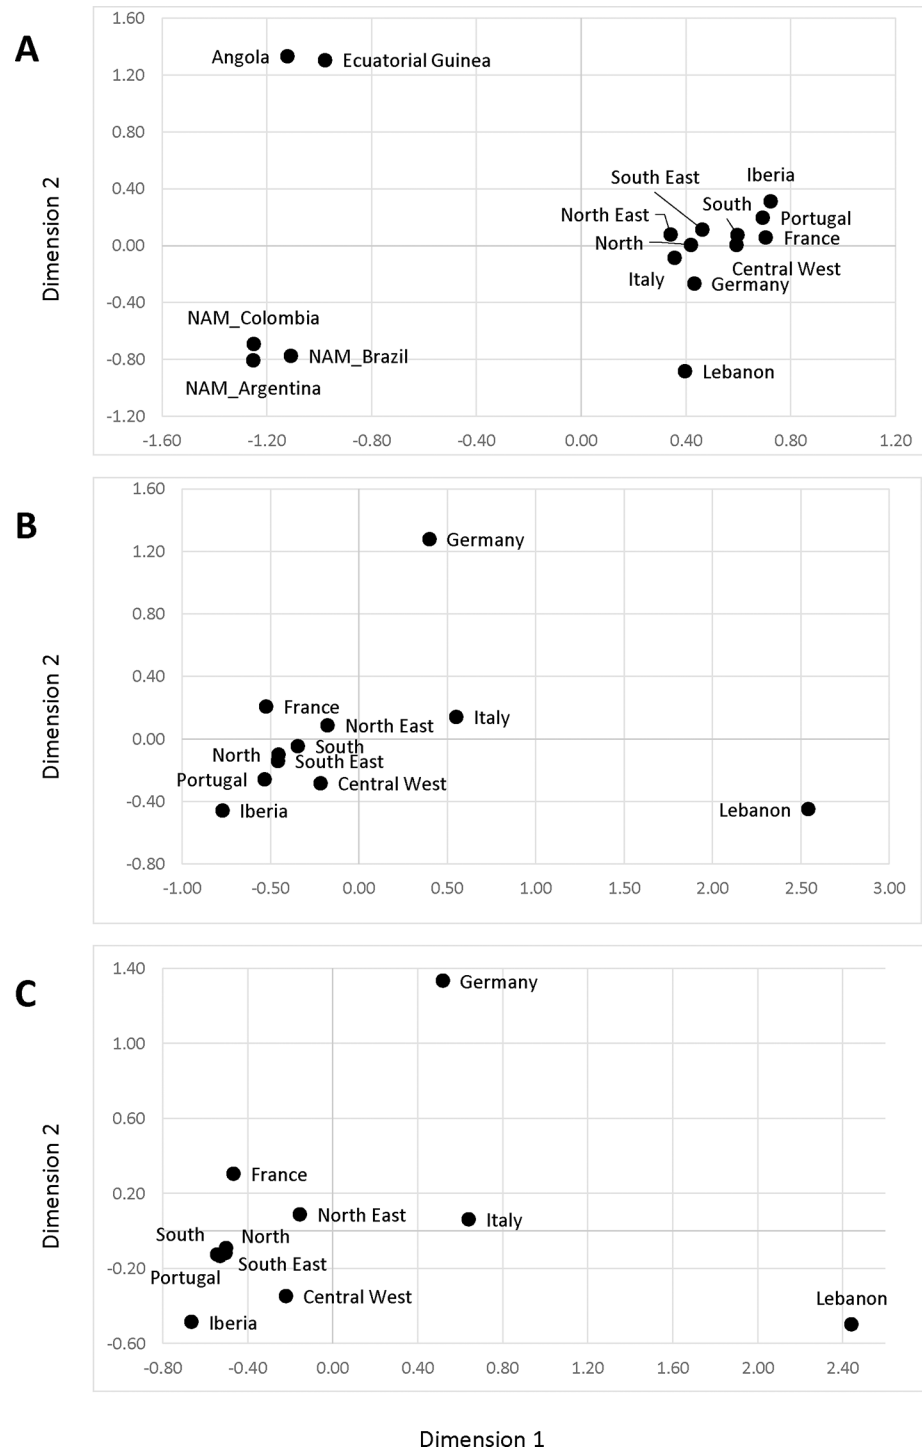 A
1.60
1.20
0.80
0.40
0.00
-0.40
-0.80
-1.20
Dimension 2
Angola
Ecuatorial Guinea
South East
Iberia
North East
South
Portugal
North
France
Italy
Central West
Germany
NAM_Colombia
NAM_Brazil
NAM_Argentina
Lebanon
-1.60 -1.20 -0.80 -0.40 0.00 0.40 0.80 1.20
B
1.60
1.20
0.80
0.40
0.00
-0.40
-0.80
Dimension 2
Germany
France
Italy
North East
South
North
South East
Portugal
Central West
Iberia
Lebanon
-1.00 -0.50 0.00 0.50 1.00 1.50 2.00 2.50 3.00
C
1.40
1.00
0.60
0.20
-0.20
-0.60
Dimension 2
Germany
France
North East
Italy
South
North
South East
Portugal
Central West
Lebanon
Iberia
-0.80 -0.40 0.00 0.40 0.80 1.20 1.60 2.00 2.40
Dimension 1